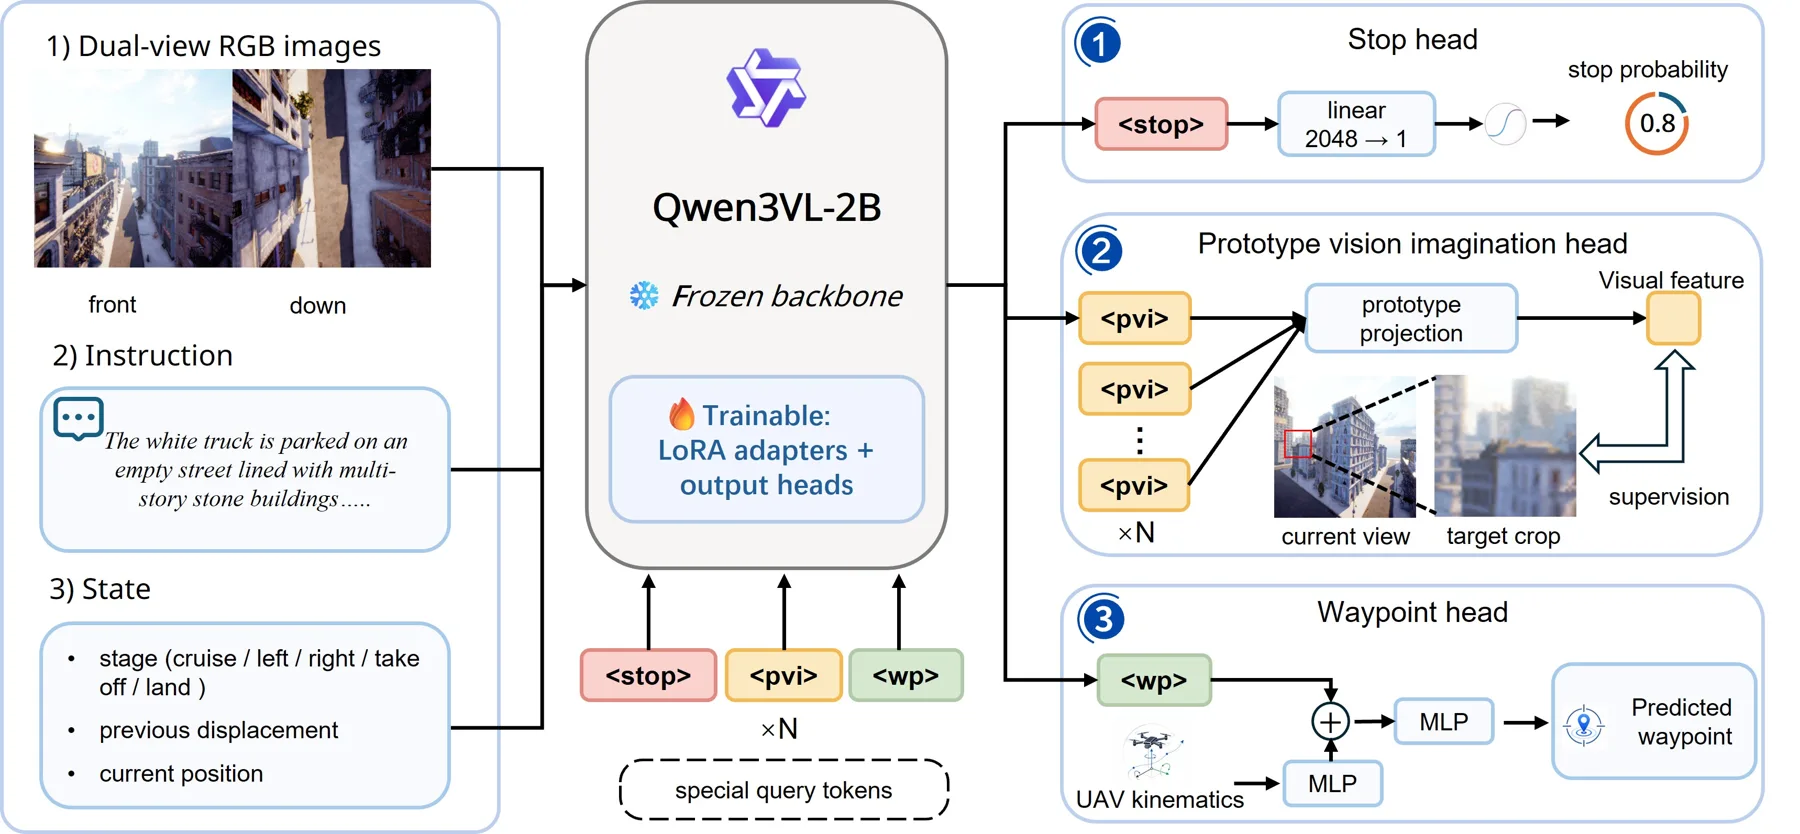 1) Dual-view RGB images
front
down
2) Instruction
The white truck is parked on an
empty street lined with multi-
story stone buildings.....
3) State
• stage (cruise / left / right / take
off / land )
• previous displacement
• current position
Qwen3VL-2B
Frozen backbone
Trainable:
LoRA adapters +
output heads
<stop>
<pvi>
<wp>
×N
special query tokens
1
Stop head
<stop>
linear
2048 → 1
stop probability
0.8
2
Prototype vision imagination head
<pvi>
<pvi>
<pvi>
×N
prototype
projection
Visual feature
current view
target crop
supervision
3
Waypoint head
<wp>
UAV kinematics
MLP
MLP
Predicted
waypoint